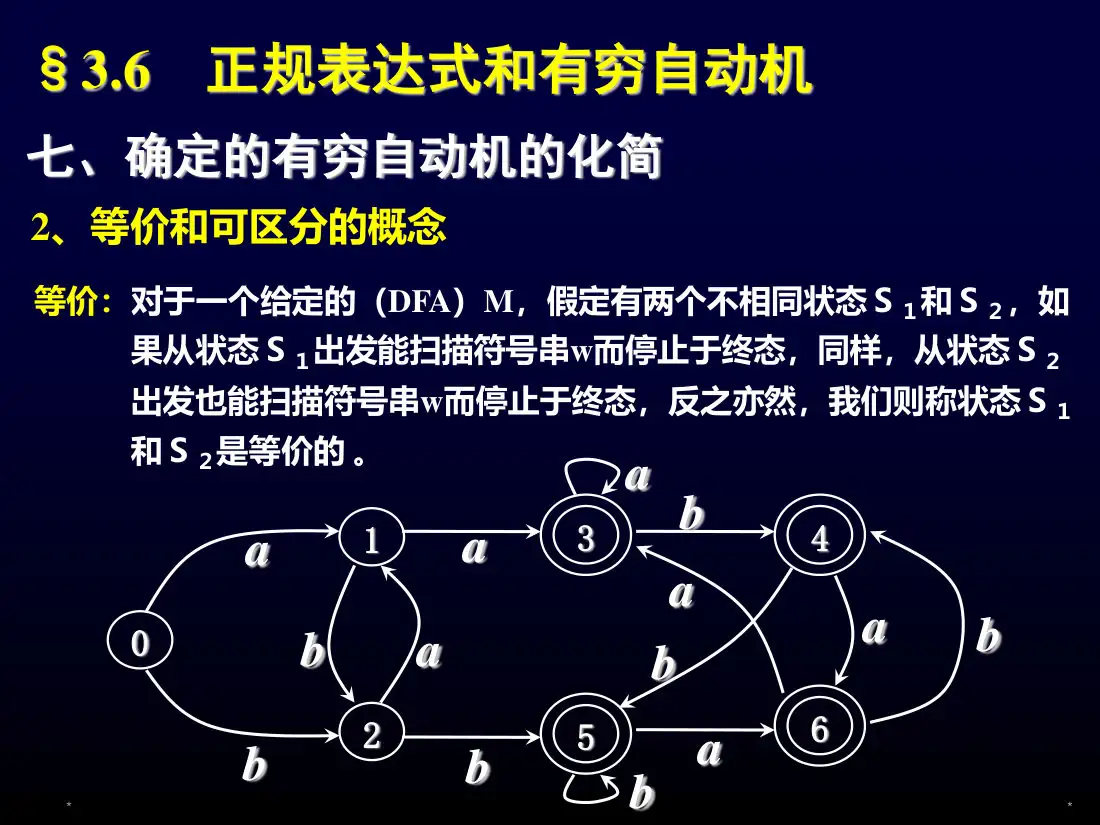 §3.6 正规表达式和有穷自动机
七、确定的有穷自动机的化简
2、等价和可区分的概念
等价：对于一个给定的（DFA）M，假定有两个不相同状态S 1和S 2，如
果从状态S 1出发能扫描符号串w而停止于终态，同样，从状态S 2
出发也能扫描符号串w而停止于终态，反之亦然，我们则称状态S 1
和S 2是等价的 。
a
b
1
3
4
a
a
a
0
b
a
b
a
b
2
5
6
b
b
a
b
*
*